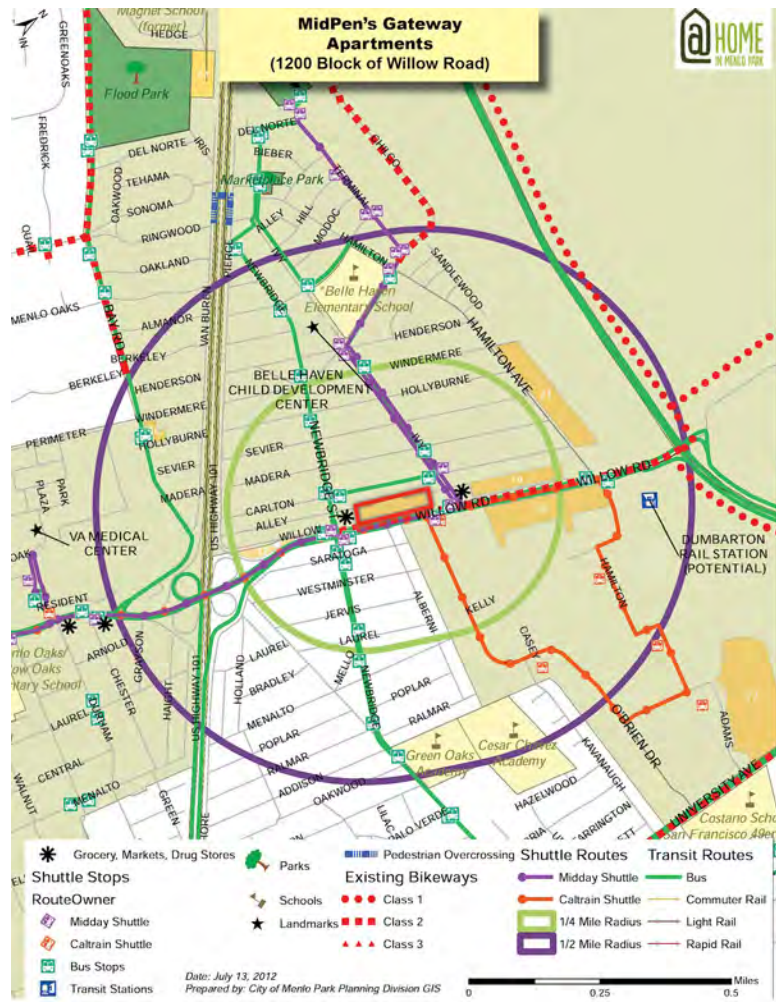 MidPen's Gateway
Apartments
(1200 Block of Willow Road)
@HOME
IN MENLO PARK
N
IN
Magnet School
(former)
HEDGE
GREENOAKS
Flood Park
FREDRICK
DEL NORTE
IRIS
DEL NORTE
BIEBER
CHILCO
TERMINAL
OAKWOOD
TEHAMA
Marketplace Park
SONOMA
RINGWOOD
PIERCE
ALLEY
HILL
MODOC
HAMILTON
QUAIL
OAKLAND
IVY
NEWBRIDGE
SANDLEWOOD
*Belle Haven
Elementary School
MENLO OAKS
BAY RD
ALMANOR
VAN BUREN
HENDERSON
HAMILTON AVE
BERKELEY
BERKELEY
WINDERMERE
BELLE HAVEN
CHILD DEVELOPMENT
CENTER
HENDERSON
HOLLYBURNE
WINDERMERE
HOLLYBURNE
PERIMETER
SEVIER
IVY
NEWBRIDGE ST
PARK
PLAZA
SEVIER
MADERA
MADERA
US HIGHWAY 101
WILLOW RD
CARLTON
WILLOW RD
ALLEY
VA MEDICAL
CENTER
WILLOW
DUMBARTON
RAIL STATION
(POTENTIAL)
OAK
SARATOGA
WESTMINSTER
HAMILTON
RESIDENT
ALBERNI
KELLY
JERVIS
CASEY
ARNOLD
LAUREL
LAUREL
GRAYSON
HOLLAND
MELLO
CHESTER
BRADLEY
NEWBRIDGE
HAIGHT
US HIGHWAY 101
MENALTO
POPLAR
O'BRIEN DR
ADAMS
LAUREL
DURHAM
POPLAR
RALMAR
RALMAR
Green Oaks
Academy
Cesar Chavez
Academy
KAVANAUGH
CENTRAL
ADDISON
UNIVERSITY AVE
WALNUT
MENALTO
OAKWOOD
HAZELWOOD
GREEN
LILAC
Grocery, Markets, Drug Stores
Shuttle Stops
RouteOwner
Midday Shuttle
Caltrain Shuttle
Bus Stops
Transit Stations
Parks
Schools
Landmarks
Pedestrian Overcrossing
Existing Bikeways
Class 1
Class 2
Class 3
Shuttle Routes
Midday Shuttle
Caltrain Shuttle
1/4 Mile Radius
1/2 Mile Radius
Transit Routes
Bus
Commuter Rail
Light Rail
Rapid Rail
Date: July 13, 2012
Prepared by: City of Menlo Park Planning Division GIS
Miles
0
0.25
0.5